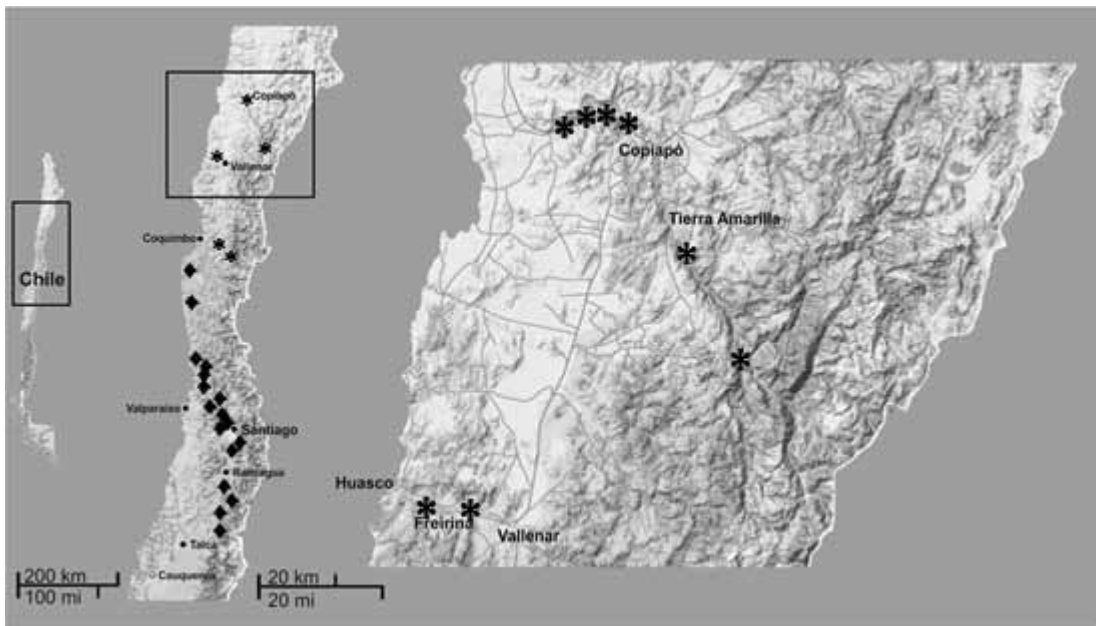 Chile
Copiapó
Vallenar
Coquimbo
Valparaíso
Santiago
Rancagua
Talca
Cauquenes
200 km
100 mi
20 km
20 mi
Copiapó
Tierra Amarilla
Huasco
Freirina
Vallenar